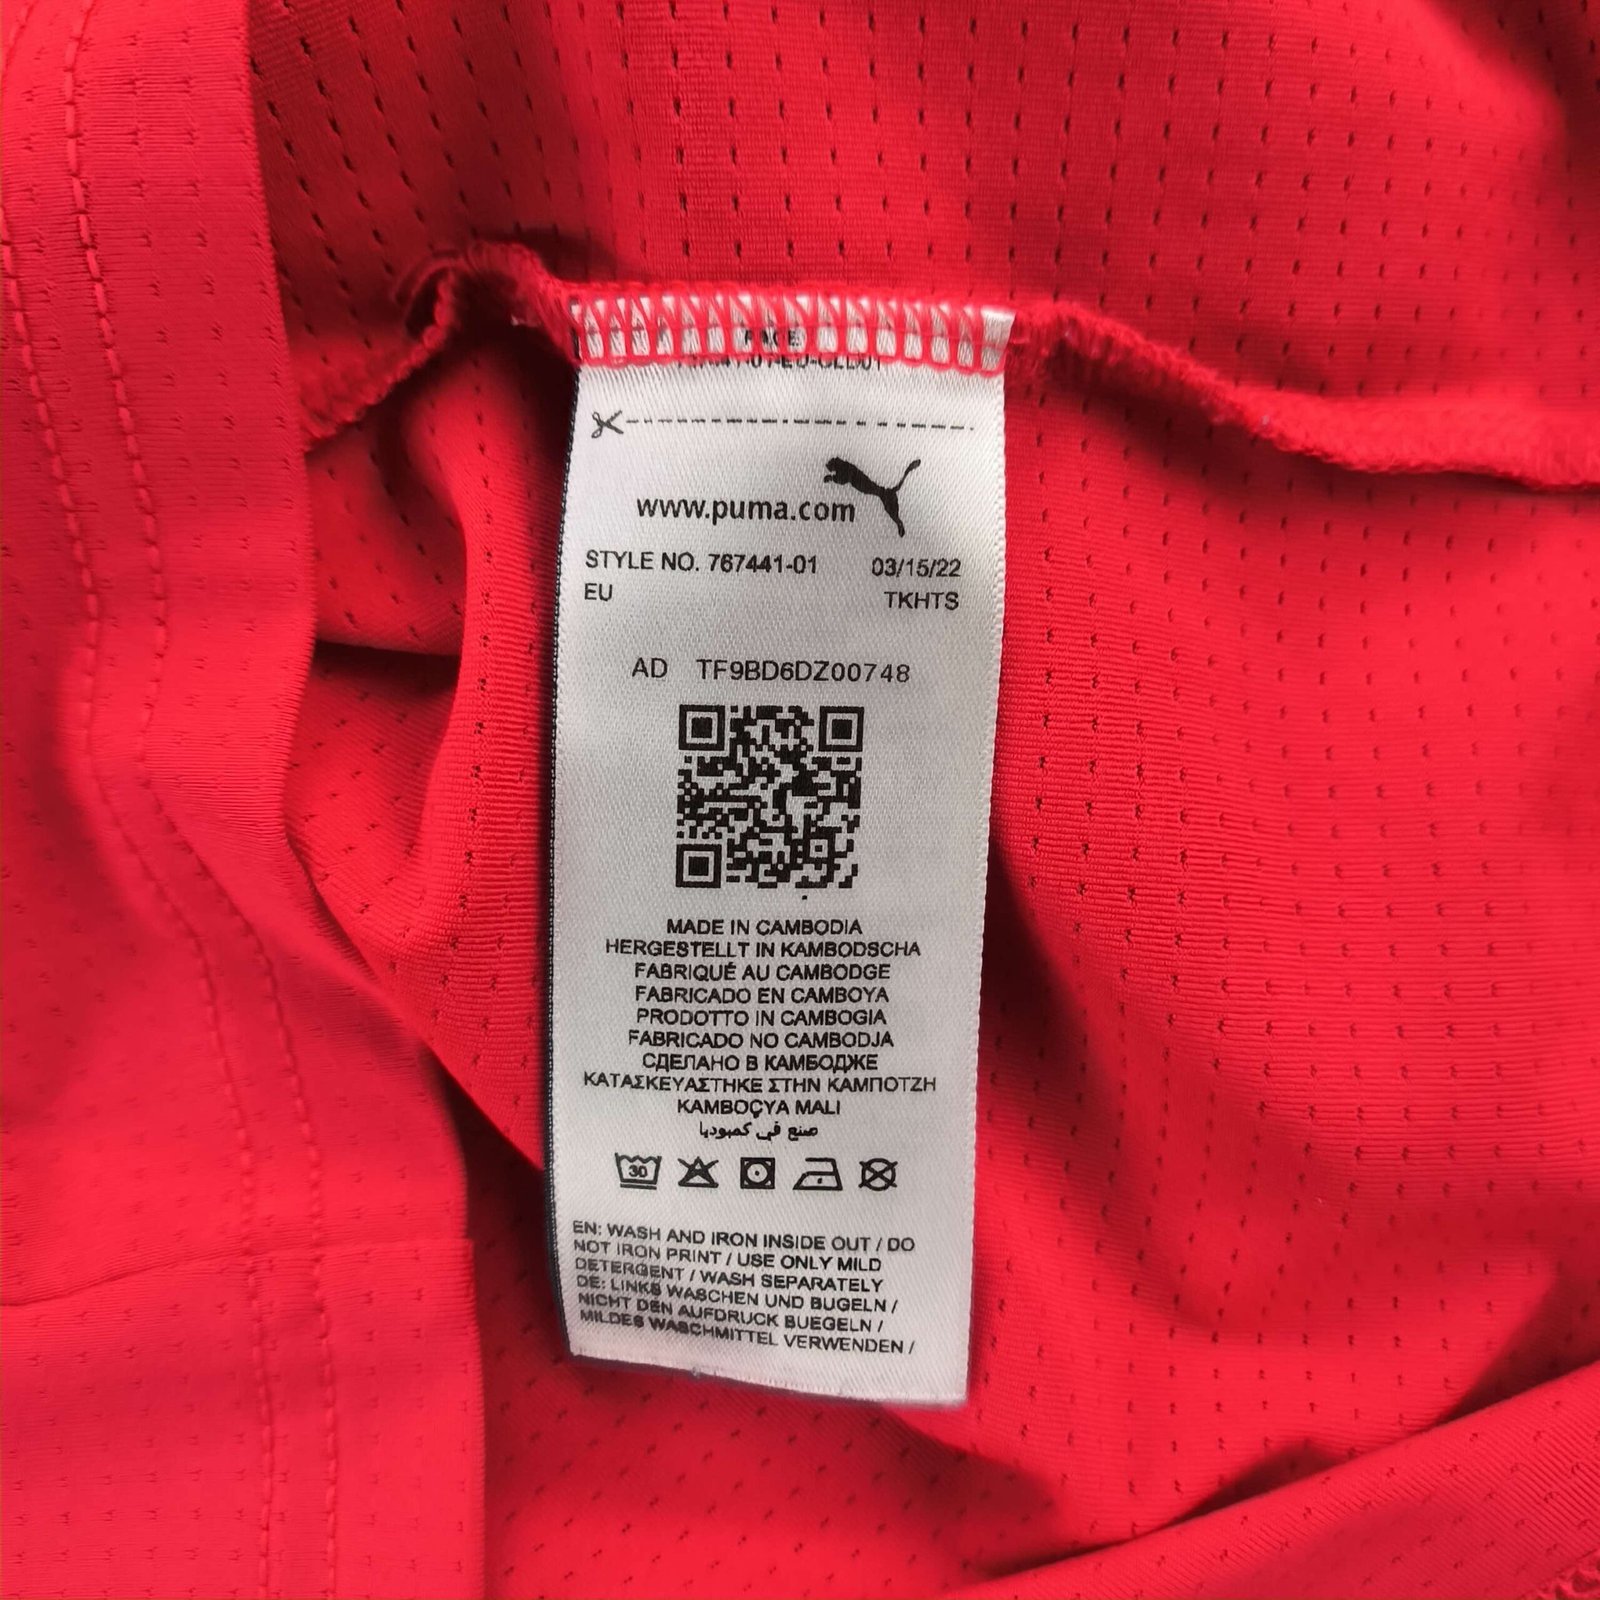 www.puma.com
STYLE NO. 767441-01 03/15/22
EU TKHTS
AD TF9BD6DZ00748
MADE IN CAMBODIA
HERGESTELLT IN KAMBODSCHA
FABRIQUÉ AU CAMBODGE
FABRICADO EN CAMBOYA
PRODOTTO IN CAMBOGIA
FABRICADO NO CAMBODJA
СДЕЛАНО В КАМБОДЖЕ
ΚΑΤΑΣΚΕΥΑΣΤΗΚΕ ΣΤΗΝ ΚΑΜΠΟΤΖΗ
KAMBOÇYA MALI
صنع في كمبوديا
30
EN: WASH AND IRON INSIDE OUT / DO
NOT IRON PRINT / USE ONLY MILD
DETERGENT / WASH SEPARATELY
DE: LINKS WASCHEN UND BUGELN /
NICHT DEN AUFDRUCK BUEGELN /
MILDES WASCHMITTEL VERWENDEN /